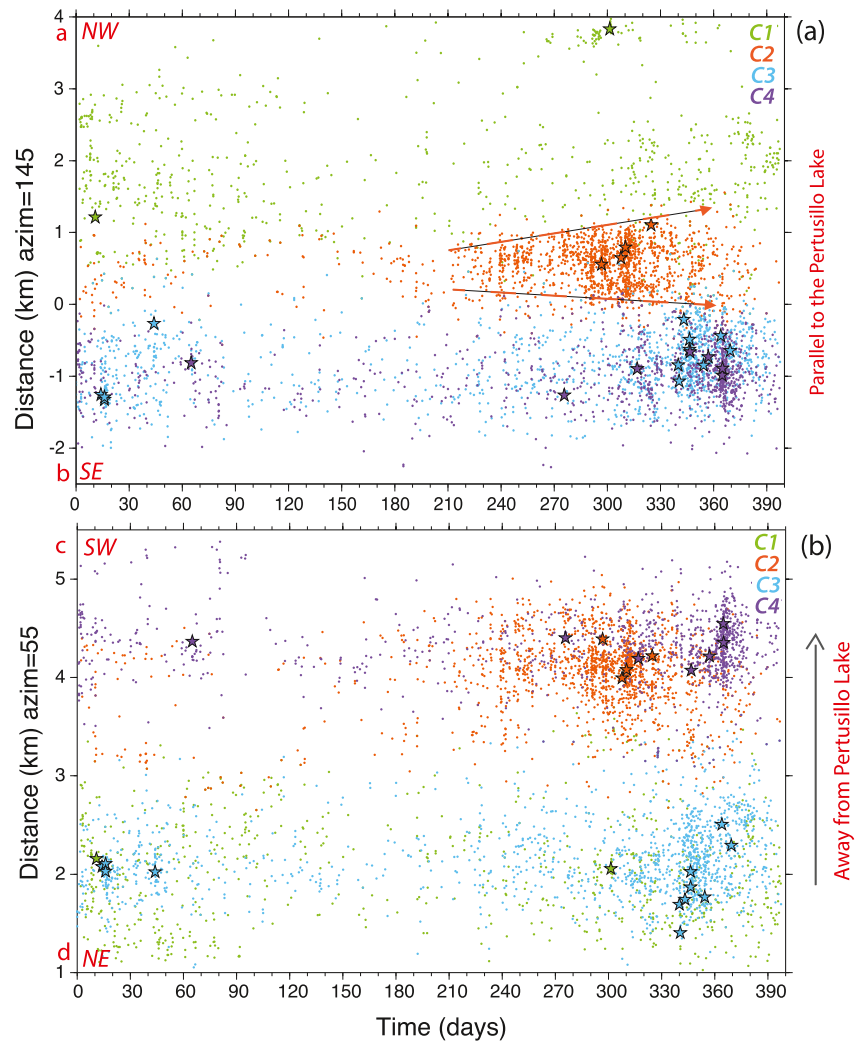 a NW C1 (a)
C2
C3
C4
4
3
2
1
0
-1
-2
Distance (km) azim=145
Parallel to the Pertusillo Lake
b SE
0 30 60 90 120 150 180 210 240 270 300 330 360 390
c SW C1 (b)
C2
C3
C4
5
4
3
2
1
Distance (km) azim=55
Away from Pertusillo Lake
d NE
0 30 60 90 120 150 180 210 240 270 300 330 360 390
Time (days)